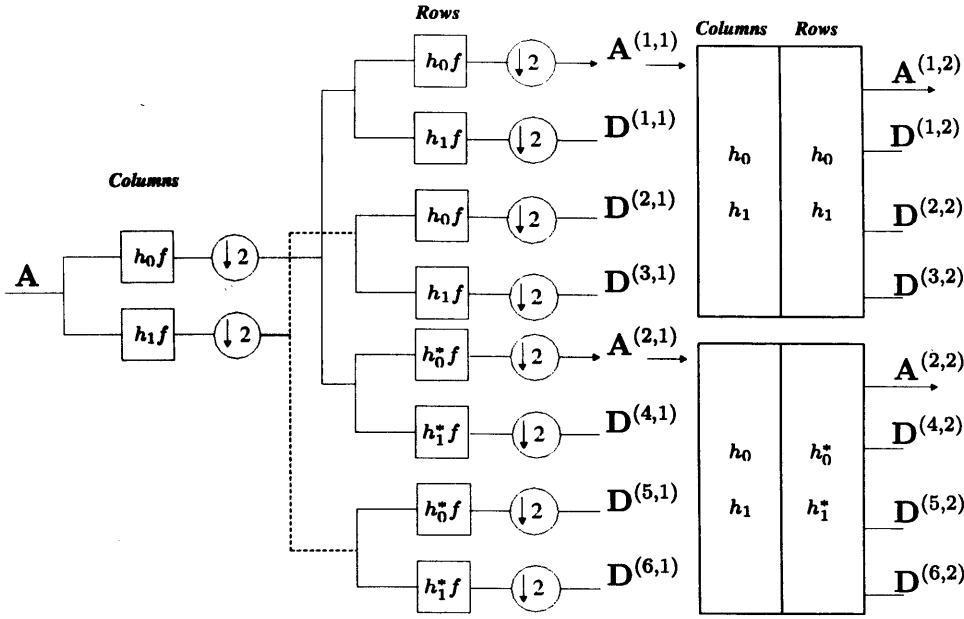 Rows
Columns Rows
h₀f ↓2 A^(1,1)
A^(1,2)
h₁f ↓2 D^(1,1)
D^(1,2)
h₀ h₀
Columns
h₀f ↓2 D^(2,1)
h₁ h₁
D^(2,2)
h₀f ↓2
A
h₁f ↓2 D^(3,1)
D^(3,2)
h₁f ↓2
h₀*f ↓2 A^(2,1)
A^(2,2)
h₁*f ↓2 D^(4,1)
D^(4,2)
h₀ h₀*
h₀*f ↓2 D^(5,1)
h₁ h₁*
D^(5,2)
h₁*f ↓2 D^(6,1)
D^(6,2)